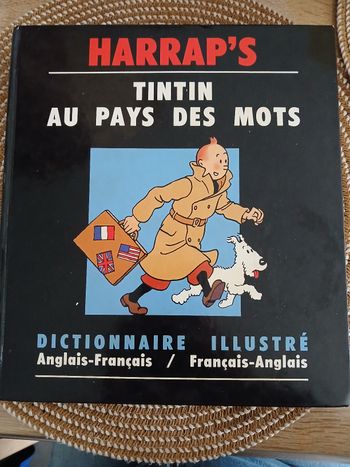 HARRAP'S
TINTIN
AU PAYS DES MOTS
DICTIONNAIRE ILLUSTRÉ
Anglais-Français / Français-Anglais